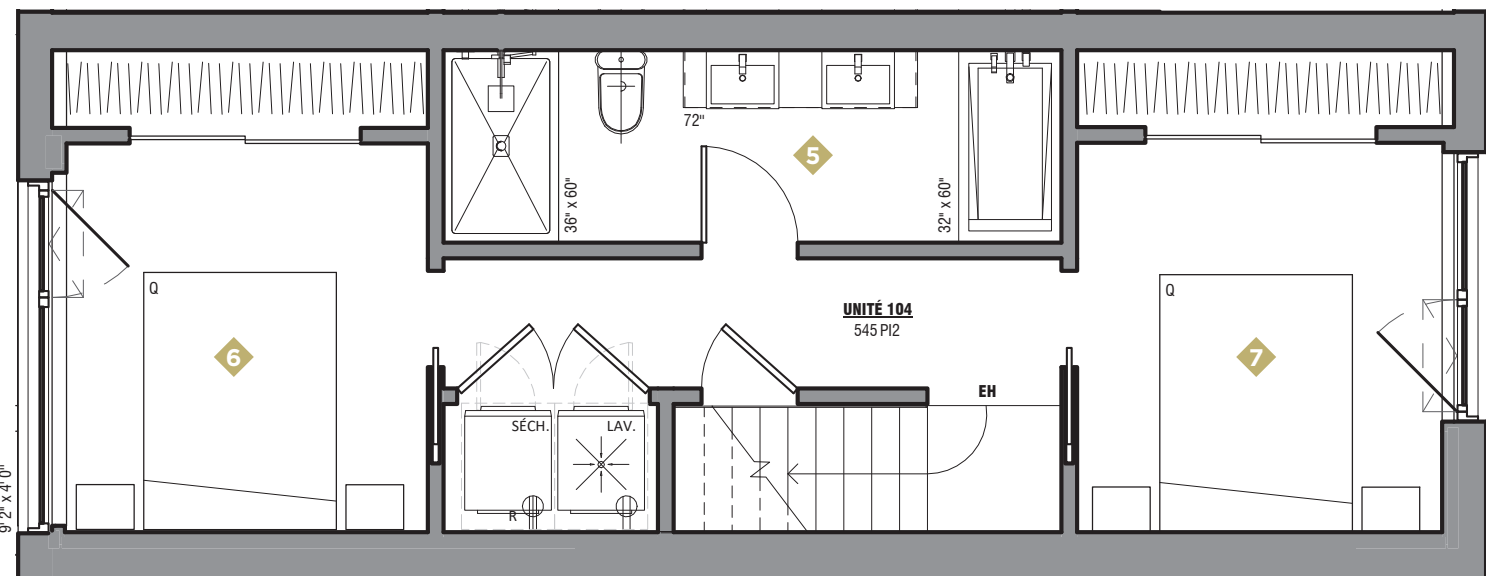 72"
5
36" x 60"
32" x 60"
Q
6
UNITÉ 104
545 PI2
Q
7
EH
SÉCH.
LAV.
R
9' 2" x 4' 0"